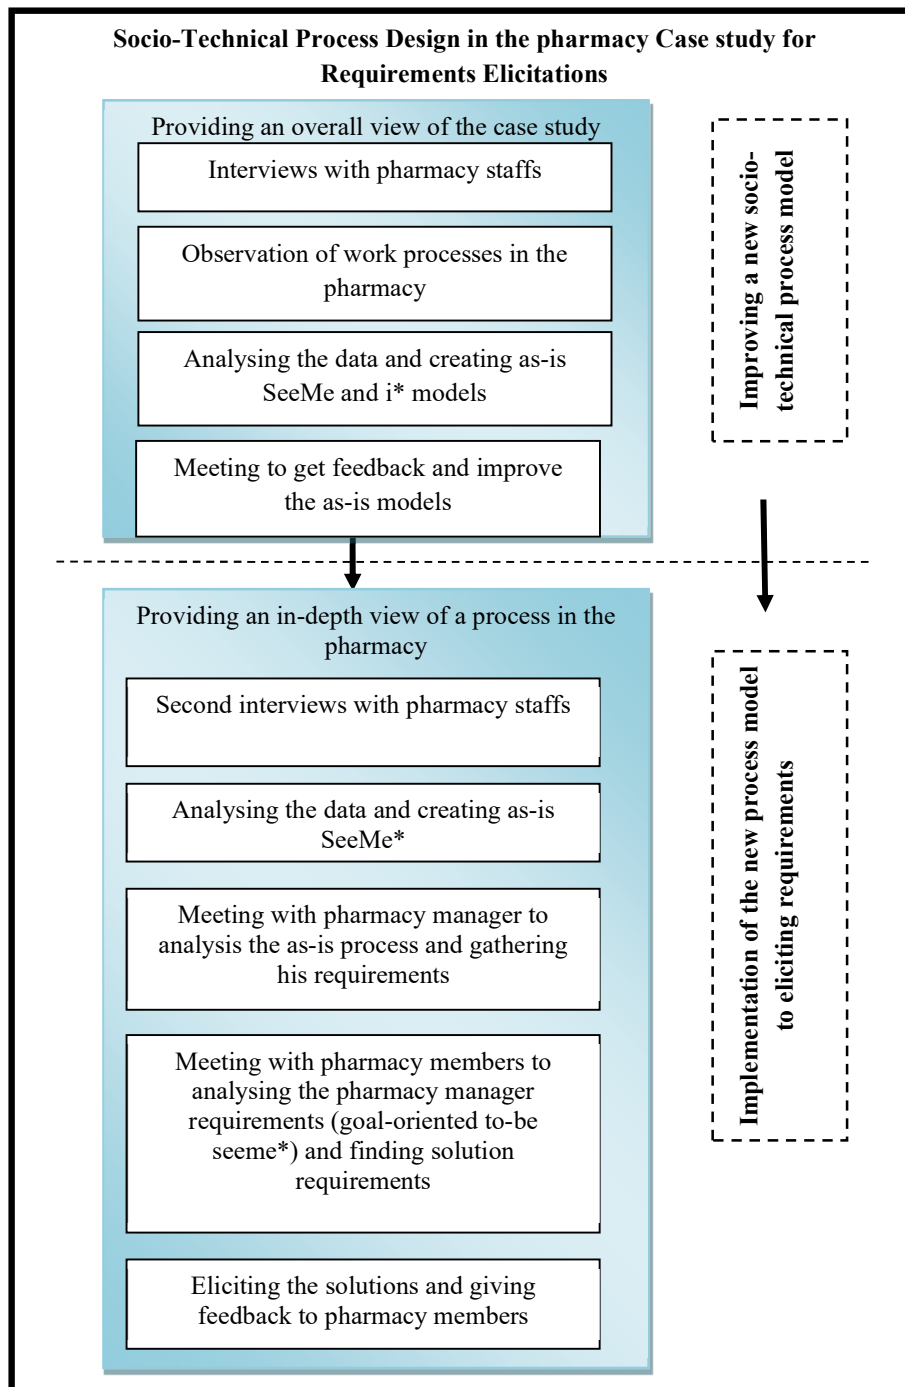 Socio-Technical Process Design in the pharmacy Case study for
Requirements Elicitations
Providing an overall view of the case study
Interviews with pharmacy staffs
Observation of work processes in the
pharmacy
Analysing the data and creating as-is
SeeMe and i* models
Meeting to get feedback and improve
the as-is models
Improving a new socio-
technical process model
Providing an in-depth view of a process in the
pharmacy
Second interviews with pharmacy staffs
Analysing the data and creating as-is
SeeMe*
Meeting with pharmacy manager to
analysis the as-is process and gathering
his requirements
Meeting with pharmacy members to
analysing the pharmacy manager
requirements (goal-oriented to-be
seeme*) and finding solution
requirements
Eliciting the solutions and giving
feedback to pharmacy members
Implementation of the new process model
to eliciting requirements